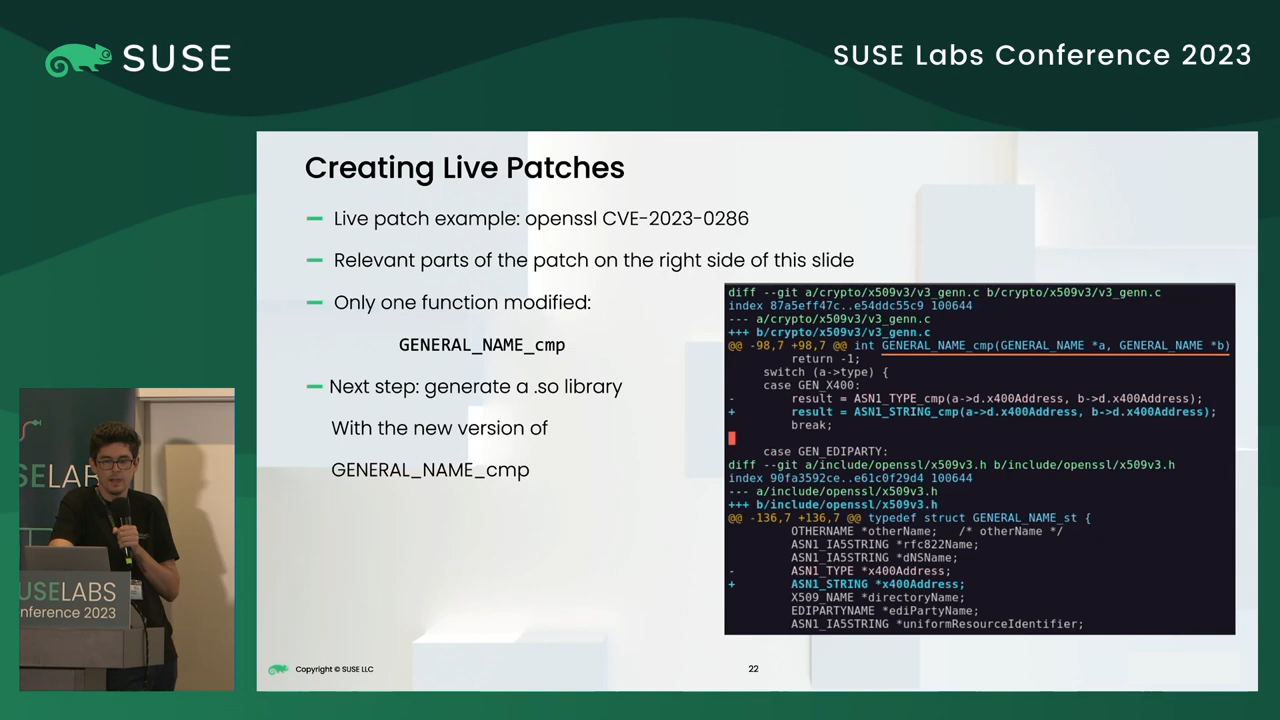 SUSE
SUSE Labs Conference 2023
Creating Live Patches
Live patch example: openssl CVE-2023-0286
Relevant parts of the patch on the right side of this slide
Only one function modified:
GENERAL_NAME_cmp
Next step: generate a .so library
With the new version of
GENERAL_NAME_cmp
diff --git a/crypto/x509v3/v3_genn.c b/crypto/x509v3/v3_genn.c
index 87a5eff47c..e54ddc55c9 100644
--- a/crypto/x509v3/v3_genn.c
+++ b/crypto/x509v3/v3_genn.c
@@ -98,7 +98,7 @@ int GENERAL_NAME_cmp(GENERAL_NAME *a, GENERAL_NAME *b)
return -1;
switch (a->type) {
case GEN_X400:
- result = ASN1_TYPE_cmp(a->d.x400Address, b->d.x400Address);
+ result = ASN1_STRING_cmp(a->d.x400Address, b->d.x400Address);
break;
case GEN_EDIPARTY:
diff --git a/include/openssl/x509v3.h b/include/openssl/x509v3.h
index 90fa3592ce..e61c0f29d4 100644
--- a/include/openssl/x509v3.h
+++ b/include/openssl/x509v3.h
@@ -136,7 +136,7 @@ typedef struct GENERAL_NAME_st {
OTHERNAME *otherName; /* otherName */
ASN1_IA5STRING *rfc822Name;
ASN1_IA5STRING *dNSName;
- ASN1_TYPE *x400Address;
+ ASN1_STRING *x400Address;
X509_NAME *directoryName;
EDIPARTYNAME *ediPartyName;
ASN1_IA5STRING *uniformResourceIdentifier;
SELAB
USELABS
nference 2023
Copyright © SUSE LLC
22